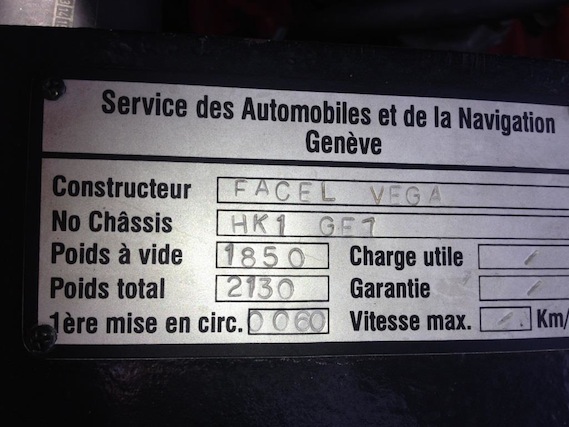 Service des Automobiles et de la Navigation
Genève
Constructeur FACEL VEGA
No Châssis HK1 GF1
Poids à vide 1850 Charge utile /
Poids total 2130 Garantie /
1ère mise en circ. 0060 Vitesse max. / Km/